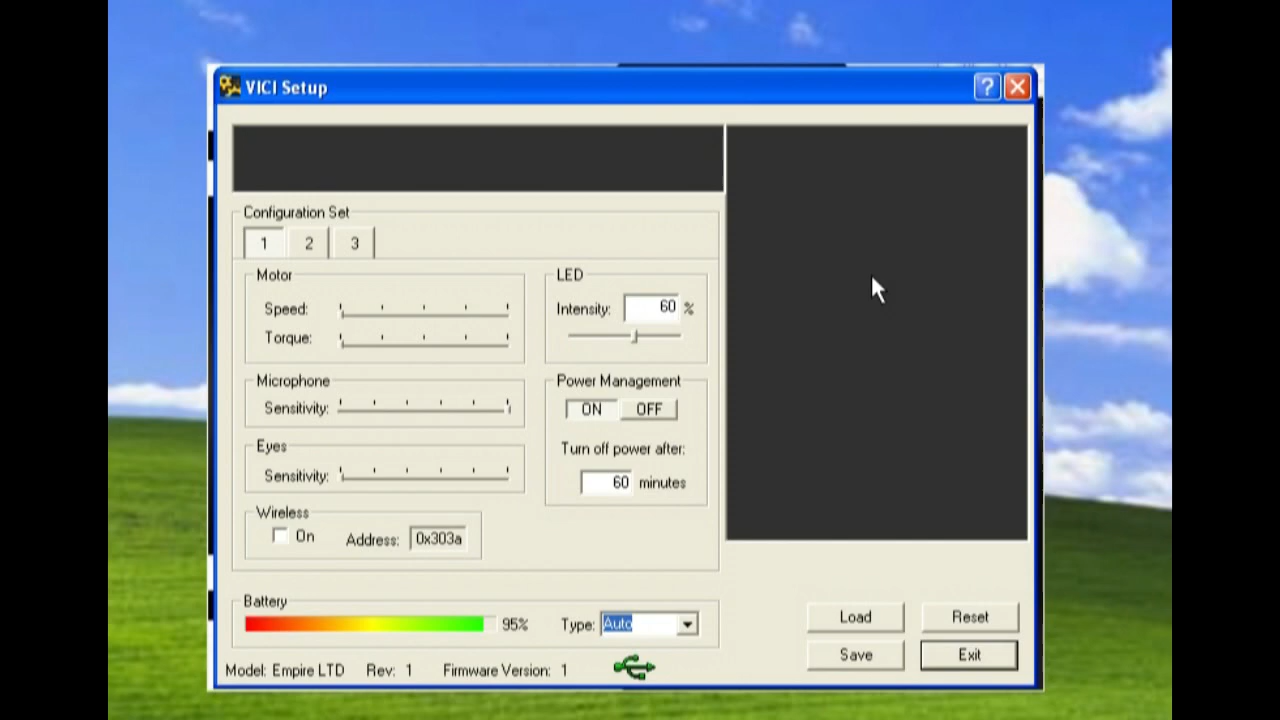 VICI Setup
Configuration Set
1 2 3
Motor
Speed:
Torque:
LED
Intensity: 60 %
Microphone
Sensitivity:
Power Management
ON OFF
Eyes
Sensitivity:
Turn off power after:
60 minutes
Wireless
On Address: 0x303a
Battery
95% Type: Auto
Load Reset
Save Exit
Model: Empire LTD Rev: 1 Firmware Version: 1